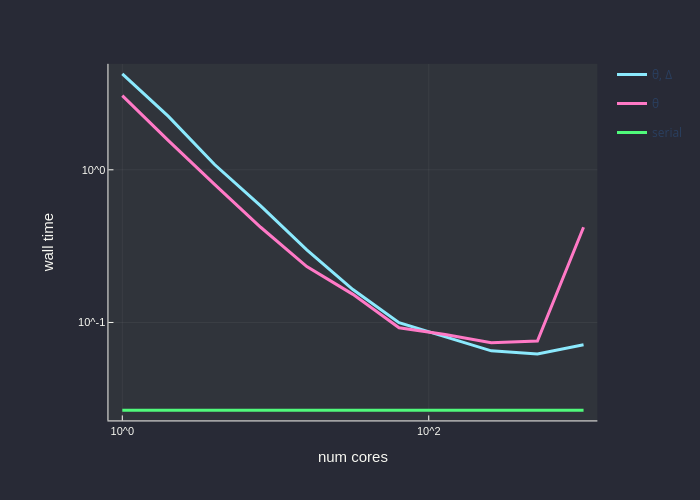 θ, Δ
θ
serial
10^0
10^-1
wall time
10^0
10^2
num cores